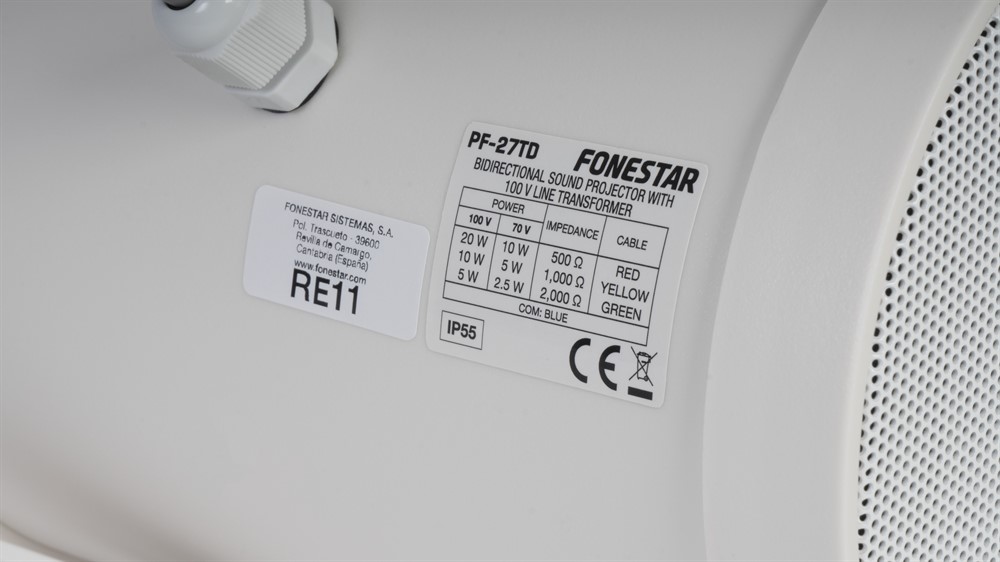 FONESTAR SISTEMAS, S.A.
Pol. Trascueto - 39600
Revilla de Camargo,
Cantabria (España)
www.fonestar.com
RE11
PF-27TD FONESTAR
BIDIRECTIONAL SOUND PROJECTOR WITH
100 V LINE TRANSFORMER
POWER IMPEDANCE CABLE
100 V 70 V
20 W 10 W 500 Ω RED
10 W 5 W 1,000 Ω YELLOW
5 W 2.5 W 2,000 Ω GREEN
COM: BLUE
IP55
CE